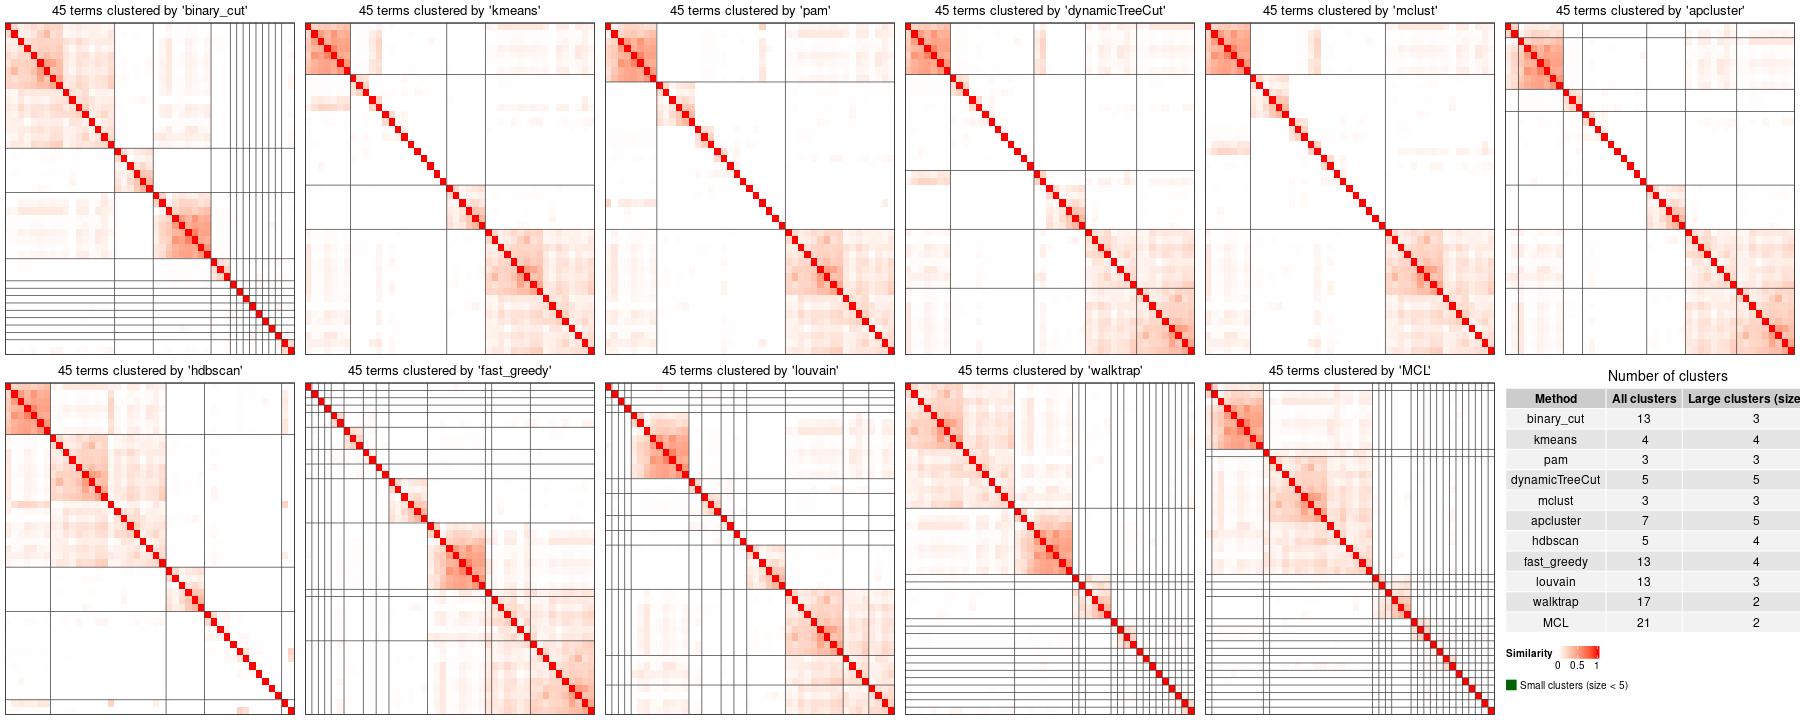 45 terms clustered by 'binary_cut'
45 terms clustered by 'kmeans'
45 terms clustered by 'pam'
45 terms clustered by 'dynamicTreeCut'
45 terms clustered by 'mclust'
45 terms clustered by 'apcluster'
45 terms clustered by 'hdbscan'
45 terms clustered by 'fast_greedy'
45 terms clustered by 'louvain'
45 terms clustered by 'walktrap'
45 terms clustered by 'MCL'
Number of clusters
Method All clusters Large clusters (size
binary_cut 13 3
kmeans 4 4
pam 3 3
dynamicTreeCut 5 5
mclust 3 3
apcluster 7 5
hdbscan 5 4
fast_greedy 13 4
louvain 13 3
walktrap 17 2
MCL 21 2
Similarity
0 0.5 1
Small clusters (size < 5)